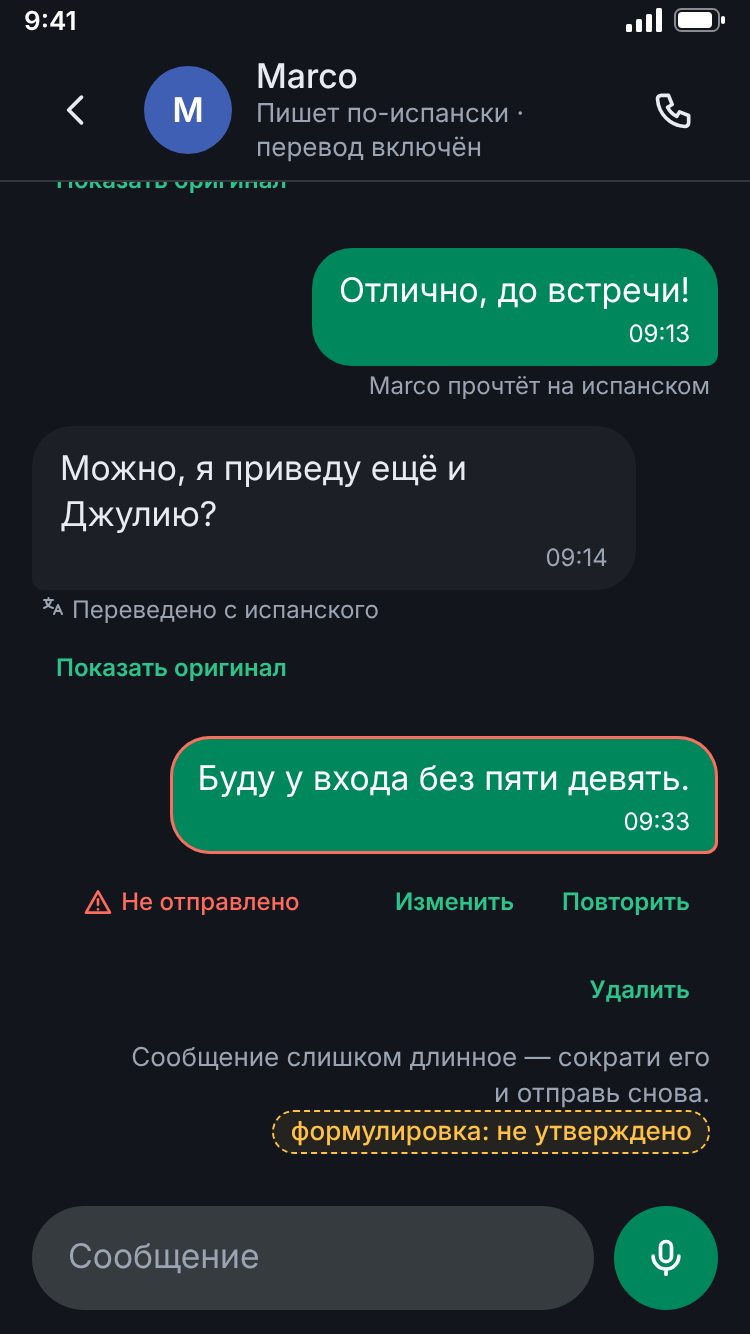 9:41
M
Marco
Пишет по-испански ·
перевод включён
Показать оригинал
Отлично, до встречи!
09:13
Marco прочтёт на испанском
Можно, я приведу ещё и
Джулию?
09:14
Переведено с испанского
Показать оригинал
Буду у входа без пяти девять.
09:33
Не отправлено
Изменить
Повторить
Удалить
Сообщение слишком длинное — сократи его
и отправь снова.
формулировка: не утверждено
Сообщение